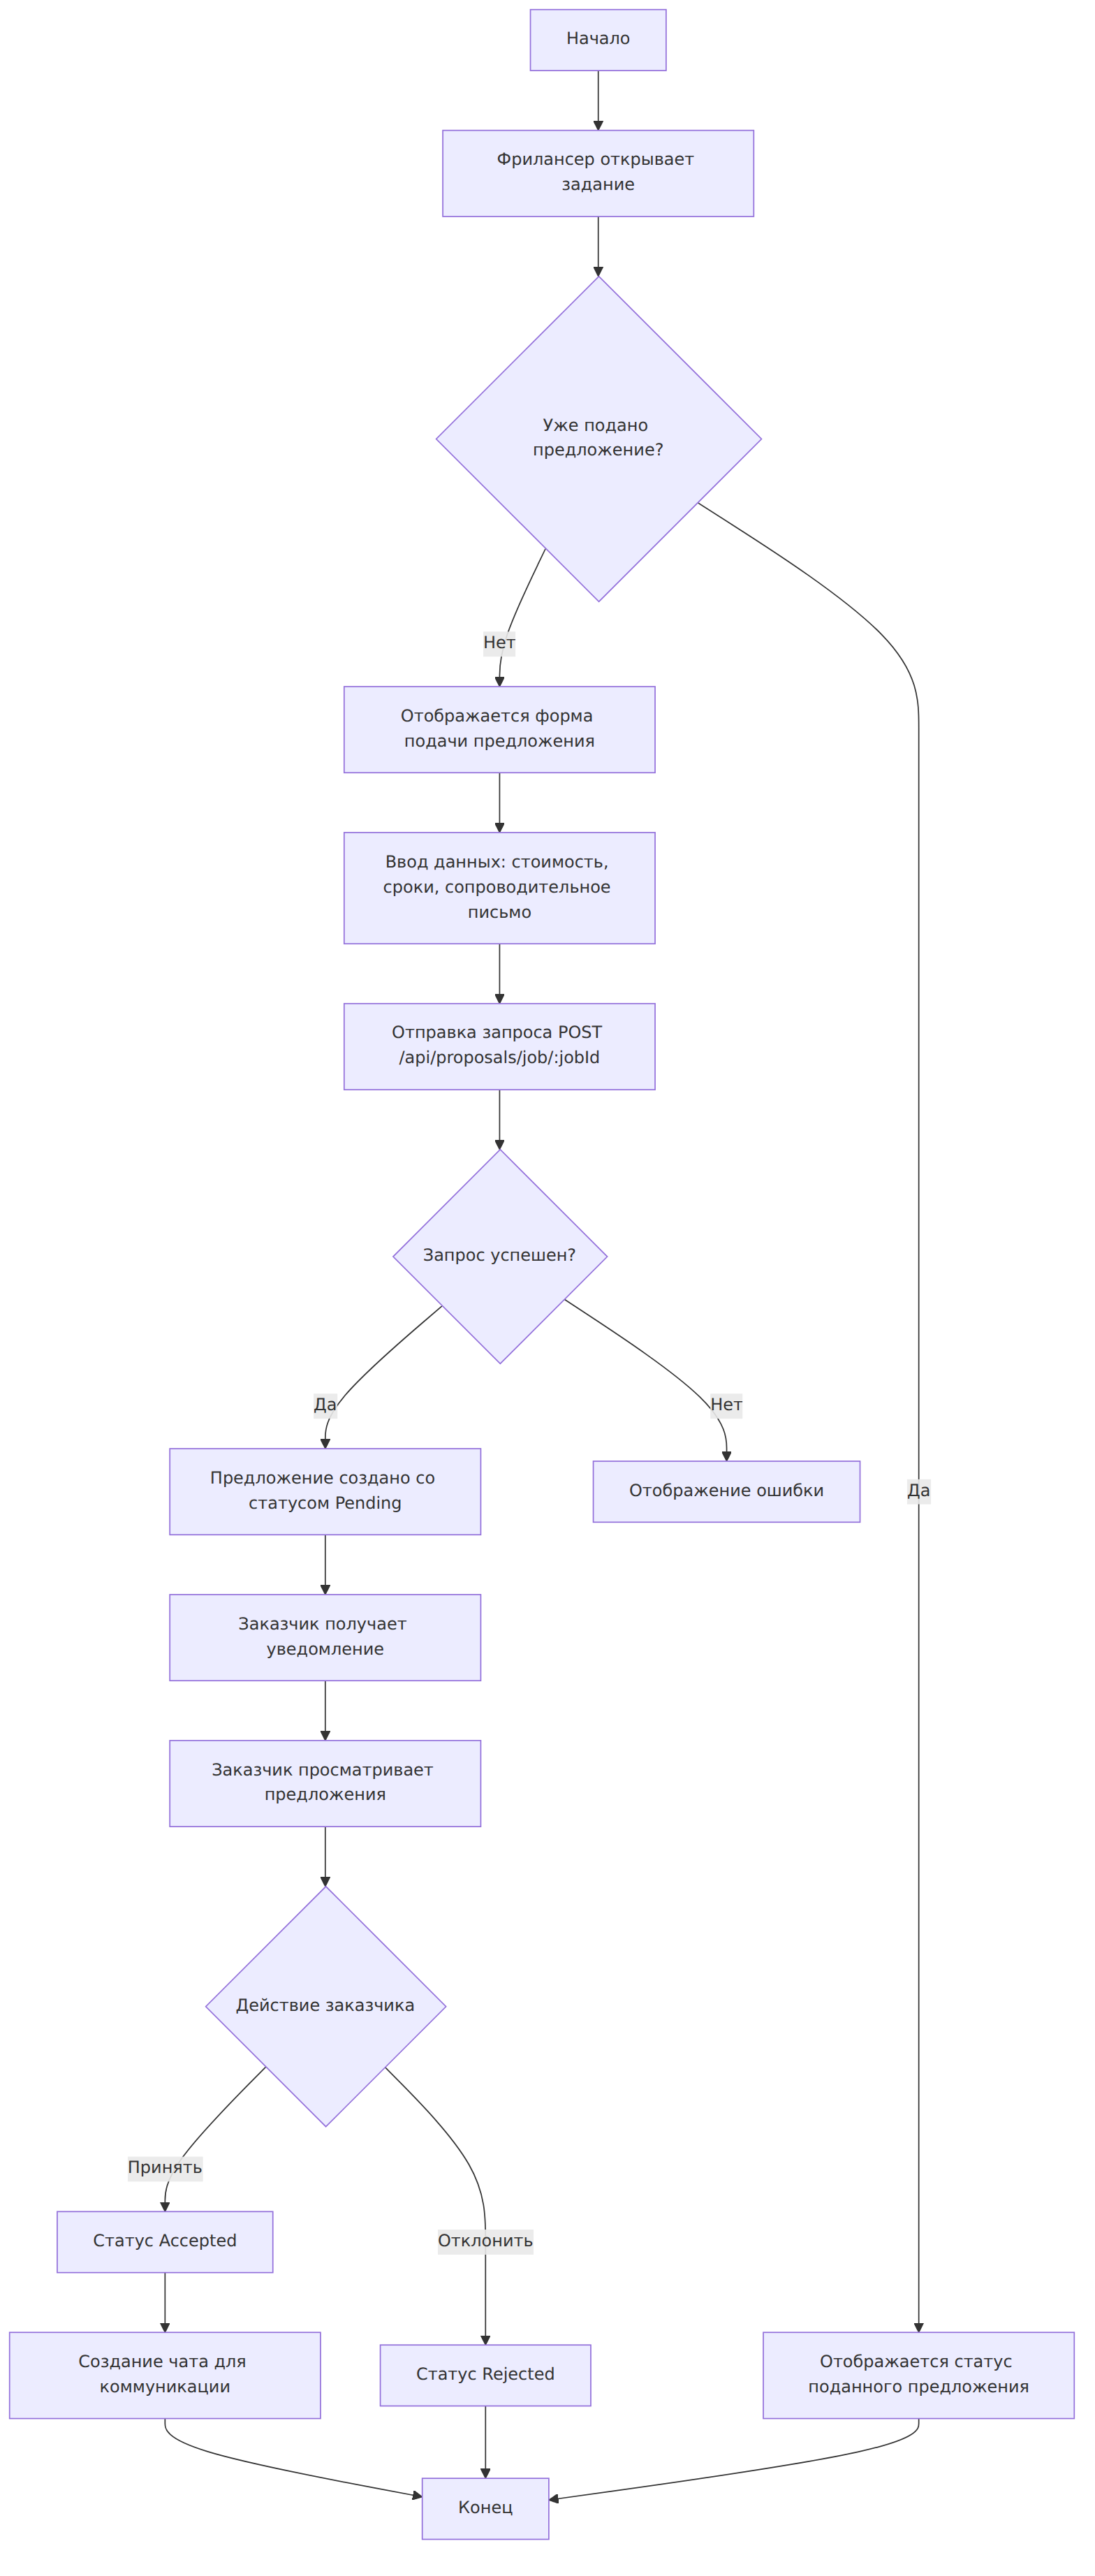 Начало
Фрилансер открывает
задание
Уже подано
предложение?
Нет
Отображается форма
подачи предложения
Ввод данных: стоимость,
сроки, сопроводительное
письмо
Отправка запроса POST
/api/proposals/job/:jobId
Запрос успешен?
Да
Нет
Предложение создано со
статусом Pending
Отображение ошибки
Да
Заказчик получает
уведомление
Заказчик просматривает
предложения
Действие заказчика
Принять
Статус Accepted
Отклонить
Создание чата для
коммуникации
Статус Rejected
Отображается статус
поданного предложения
Конец